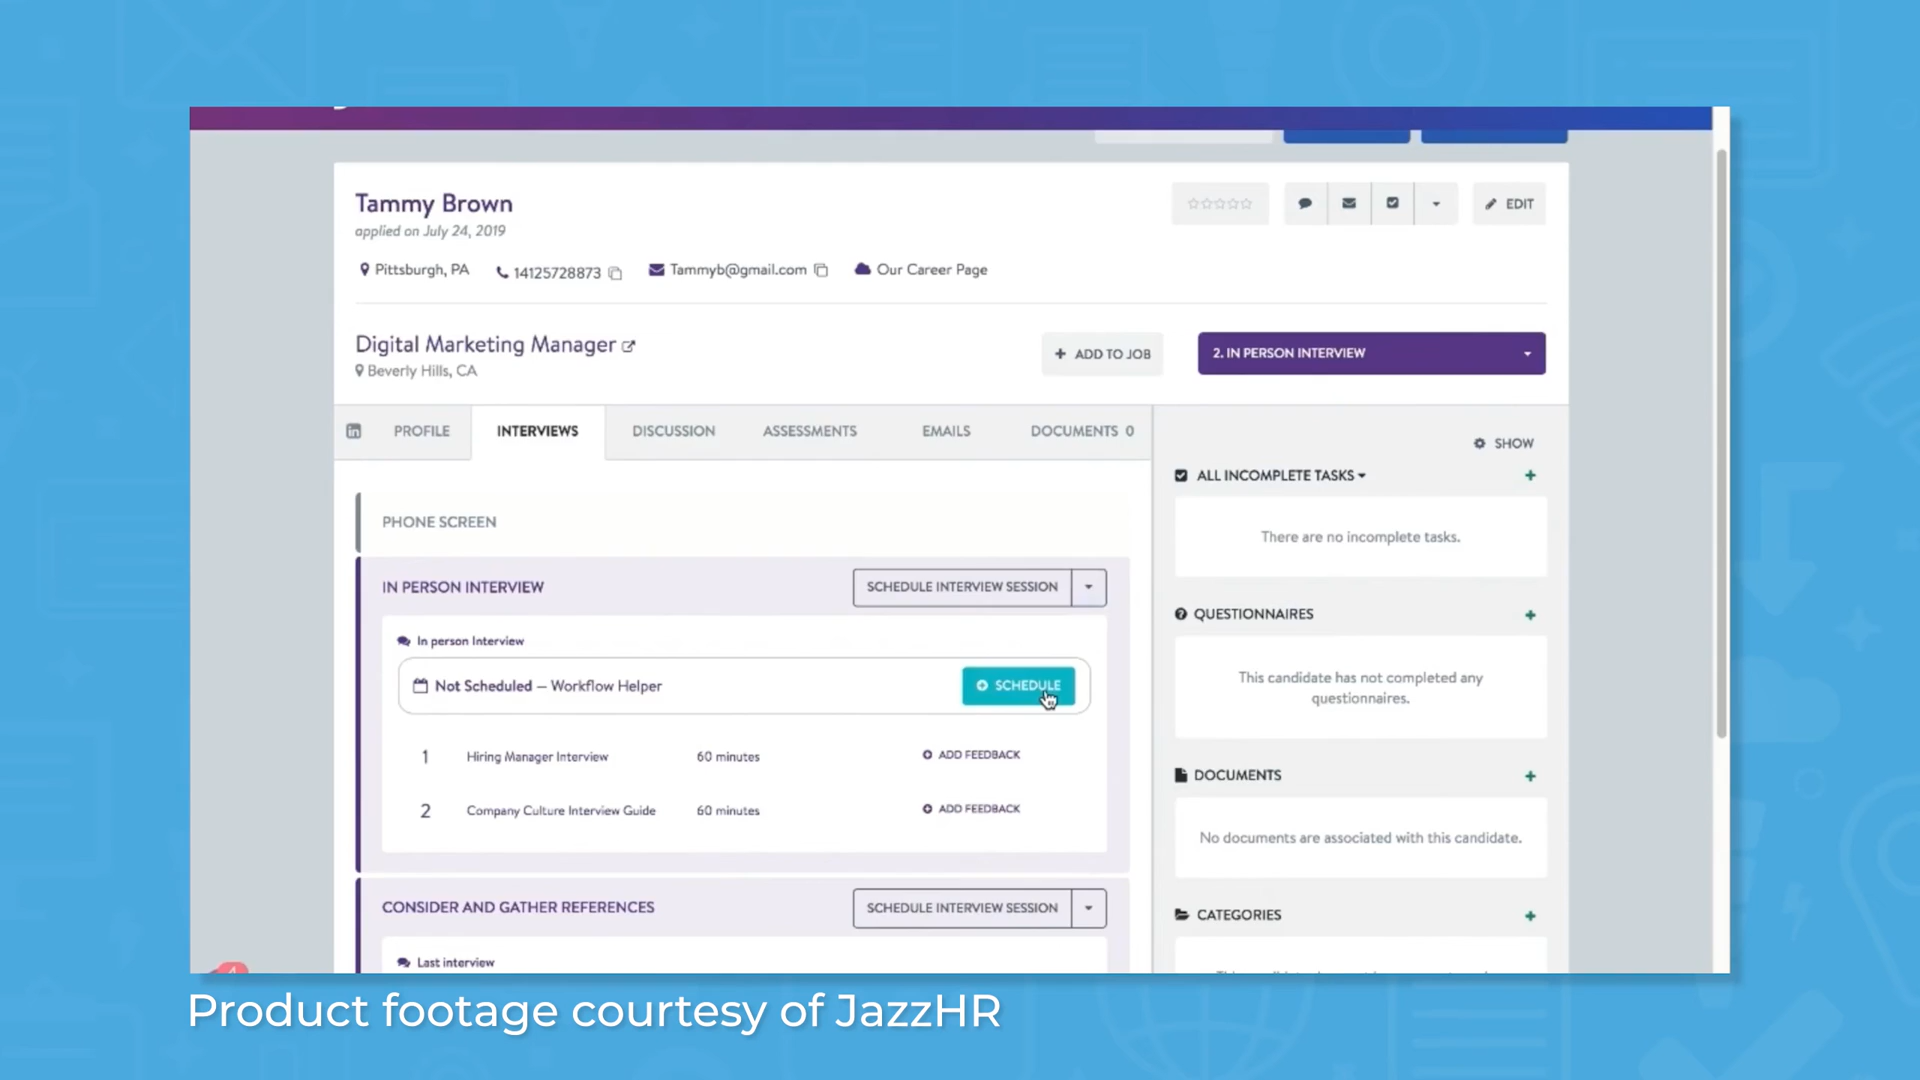 Tammy Brown
applied on July 24, 2019
EDIT
Pittsburgh, PA
14125728873
Tammyb@gmail.com
Our Career Page
Digital Marketing Manager
Beverly Hills, CA
ADD TO JOB
2. IN PERSON INTERVIEW
PROFILE
INTERVIEWS
DISCUSSION
ASSESSMENTS
EMAILS
DOCUMENTS 0
SHOW
PHONE SCREEN
IN PERSON INTERVIEW
SCHEDULE INTERVIEW SESSION
In person Interview
Not Scheduled – Workflow Helper
SCHEDULE
1 Hiring Manager Interview 60 minutes ADD FEEDBACK
2 Company Culture Interview Guide 60 minutes ADD FEEDBACK
CONSIDER AND GATHER REFERENCES
SCHEDULE INTERVIEW SESSION
Last interview
ALL INCOMPLETE TASKS
There are no incomplete tasks.
QUESTIONNAIRES
This candidate has not completed any
questionnaires.
DOCUMENTS
No documents are associated with this candidate.
CATEGORIES
4
Product footage courtesy of JazzHR